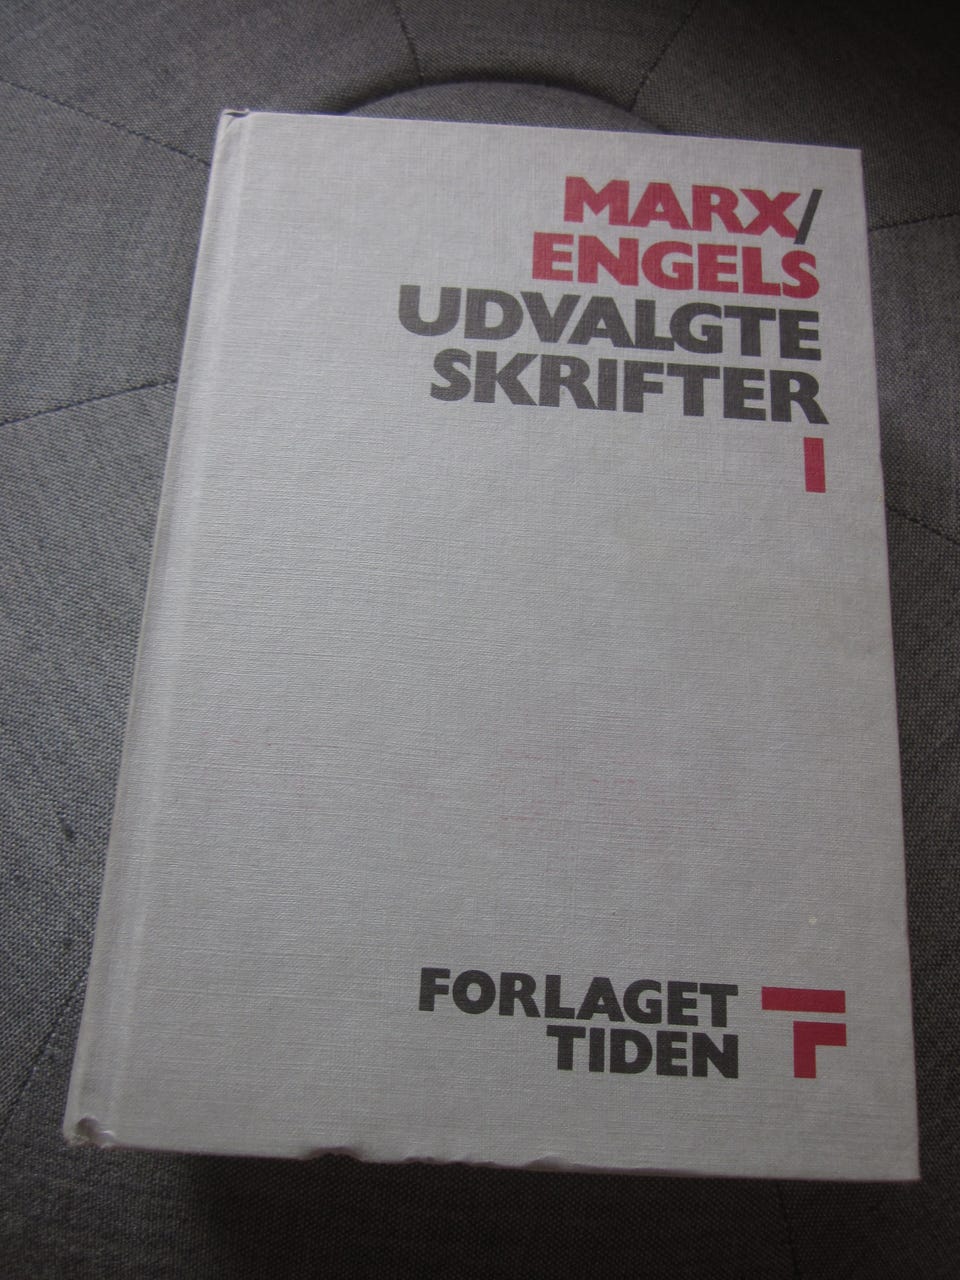 MARX/
ENGELS
UDVALGTE
SKRIFTER
I
FORLAGET
TIDEN